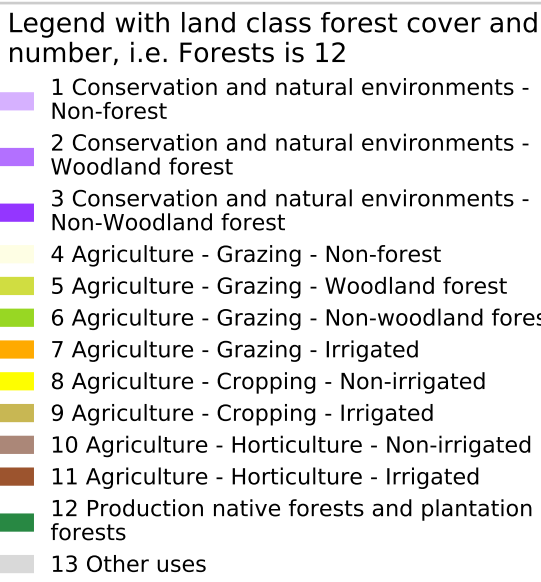 Legend with land class forest cover and
number, i.e. Forests is 12
1 Conservation and natural environments -
Non-forest
2 Conservation and natural environments -
Woodland forest
3 Conservation and natural environments -
Non-Woodland forest
4 Agriculture - Grazing - Non-forest
5 Agriculture - Grazing - Woodland forest
6 Agriculture - Grazing - Non-woodland fores
7 Agriculture - Grazing - Irrigated
8 Agriculture - Cropping - Non-irrigated
9 Agriculture - Cropping - Irrigated
10 Agriculture - Horticulture - Non-irrigated
11 Agriculture - Horticulture - Irrigated
12 Production native forests and plantation
forests
13 Other uses